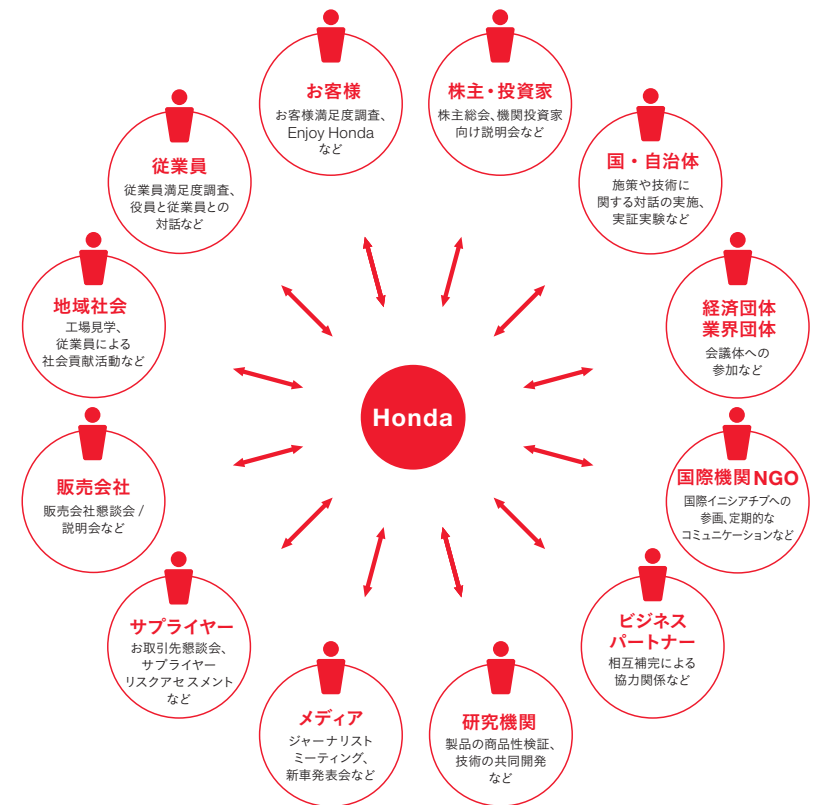 お客様
お客様満足度調査、
Enjoy Honda
など
株主・投資家
株主総会、機関投資家
向け説明会など
国・自治体
施策や技術に
関する対話の実施、
実証実験など
経済団体
業界団体
会議体への
参加など
国際機関NGO
国際イニシアチブへの
参画、定期的な
コミュニケーションなど
ビジネス
パートナー
相互補完による
協力関係など
研究機関
製品の商品性検証、
技術の共同開発
など
メディア
ジャーナリスト
ミーティング、
新車発表会など
サプライヤー
お取引先懇談会、
サプライヤー
リスクアセスメント
など
販売会社
販売会社懇談会 /
説明会など
地域社会
工場見学、
従業員による
社会貢献活動など
従業員
従業員満足度調査、
役員と従業員との
対話など
Honda